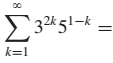 ∞
∑ 3^{2k} 5^{1−k} =
k=1